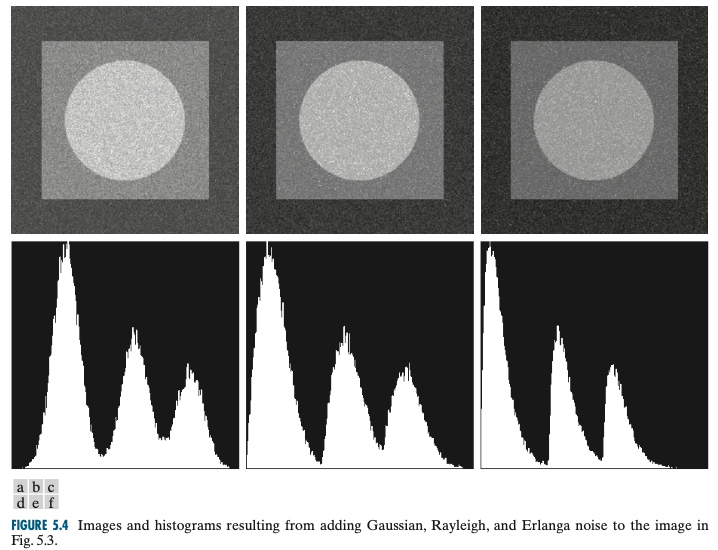 a b c
d e f
FIGURE 5.4 Images and histograms resulting from adding Gaussian, Rayleigh, and Erlanga noise to the image in
Fig. 5.3.